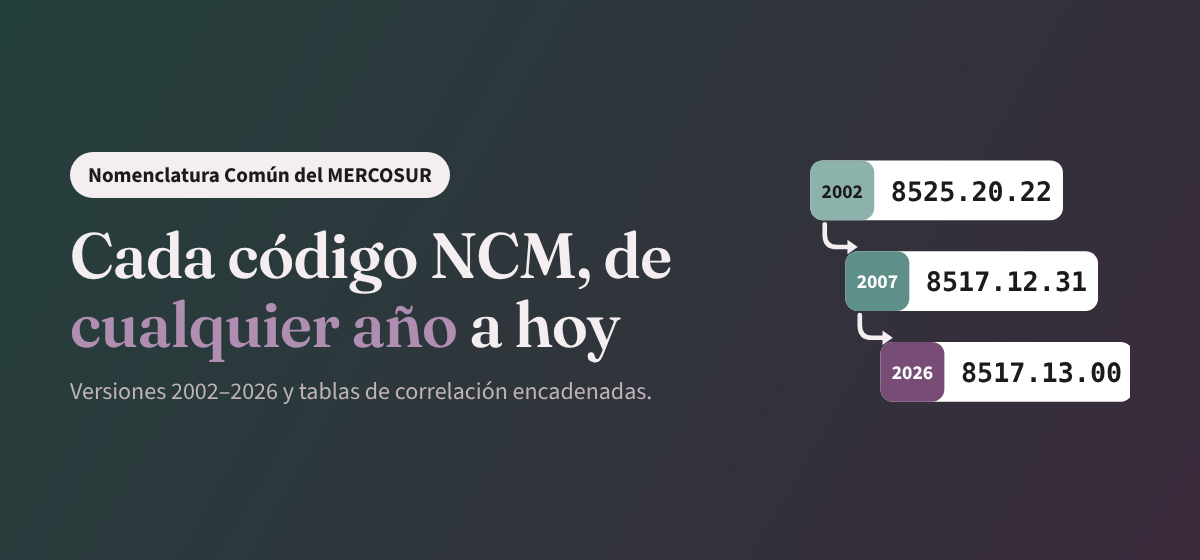 Nomenclatura Común del MERCOSUR
Cada código NCM, de
cualquier año a hoy
Versiones 2002–2026 y tablas de correlación encadenadas.
2002 8525.20.22
2007 8517.12.31
2026 8517.13.00